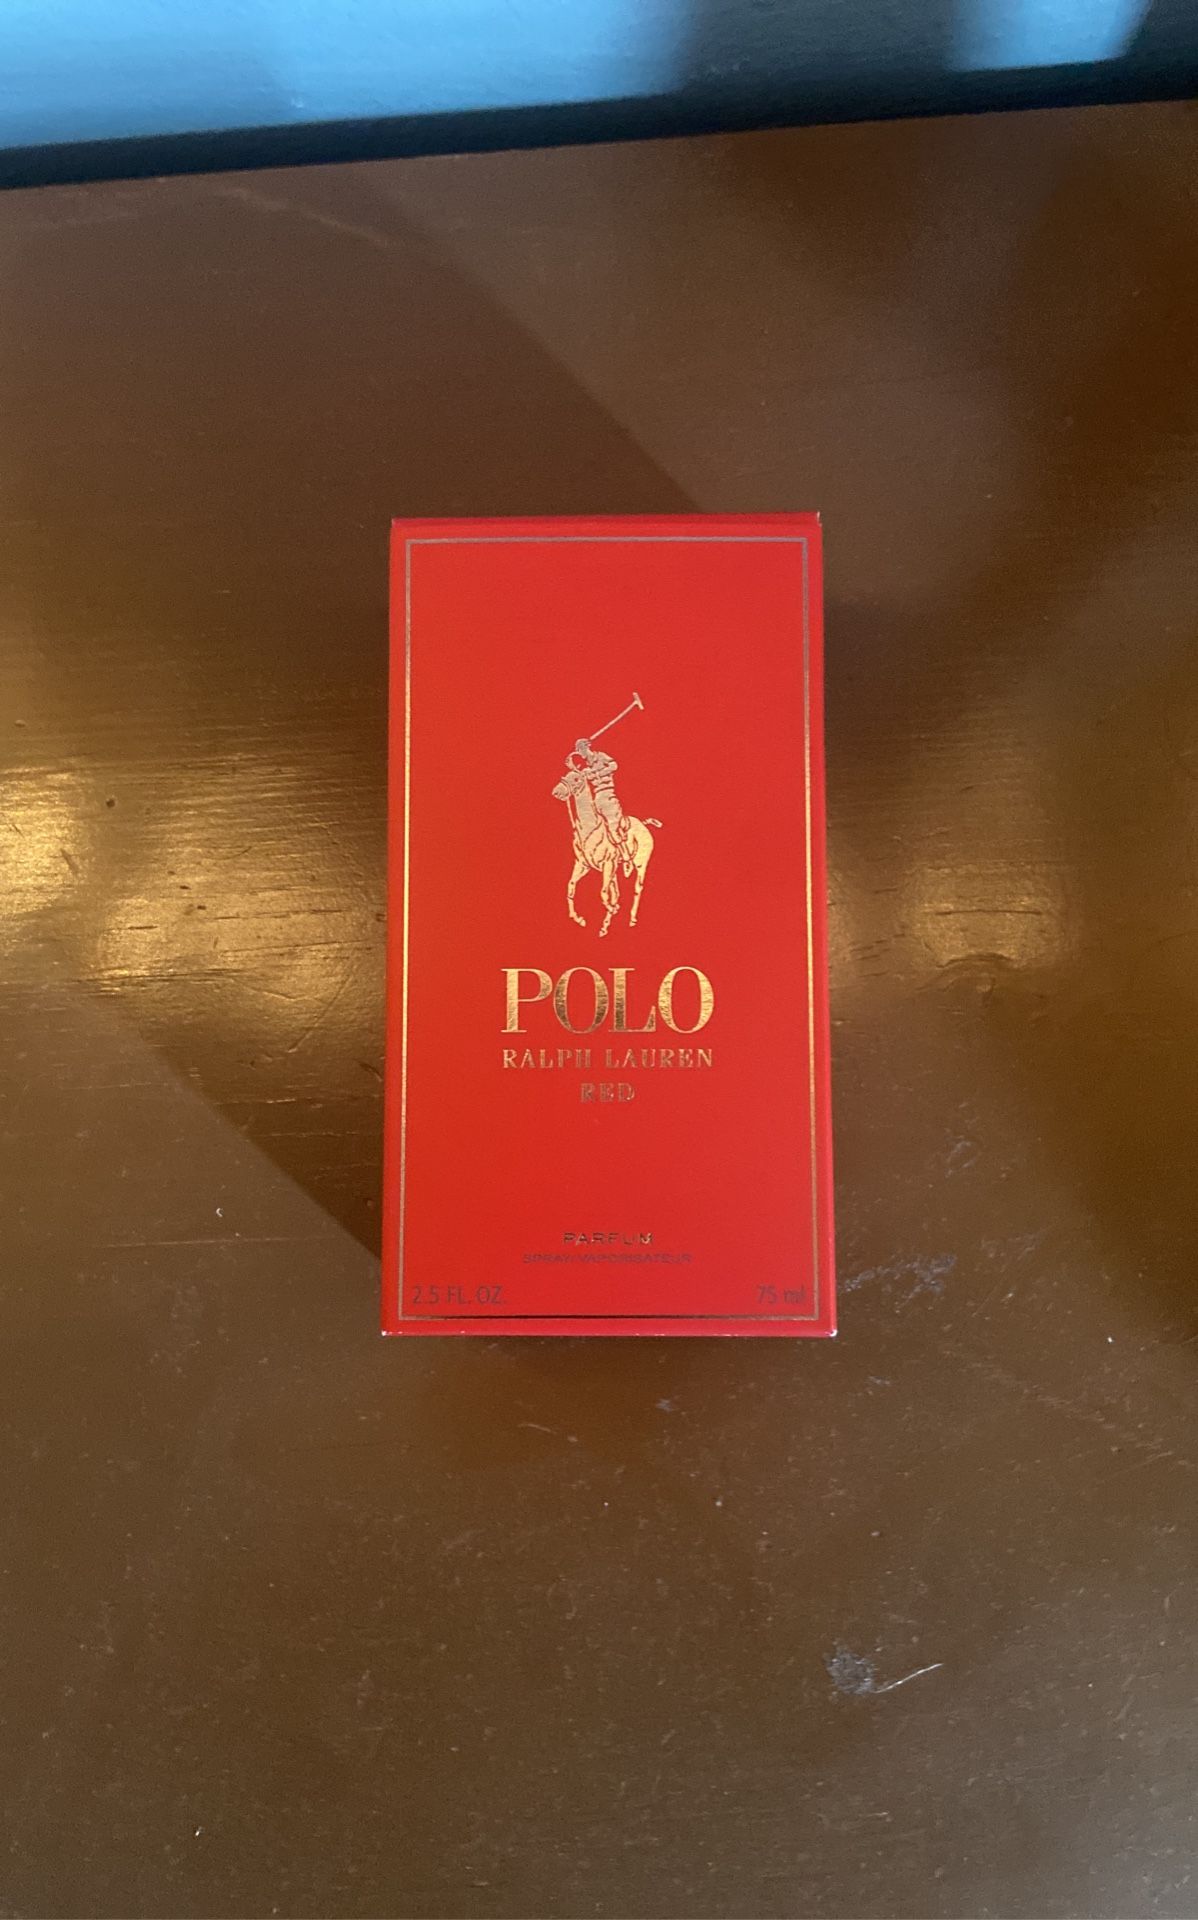 POLO
RALPH LAUREN
RED
PARFUM
SPRAY/VAPORISATEUR
2.5 FL. OZ. 75 ml